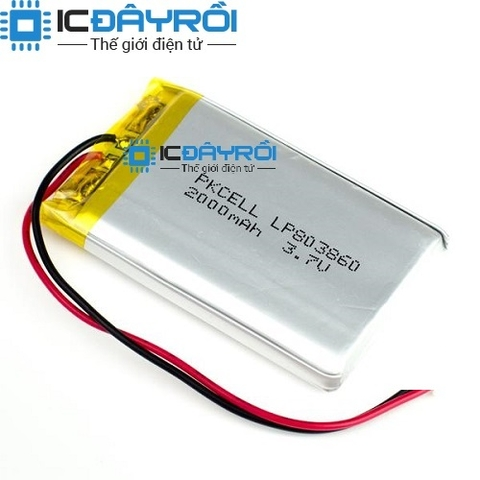 ICĐÂYRỒI
Thế giới điện tử
ICĐÂYRỒI
Thế giới điện tử
PKCELL LP803860
2000mAH 3.7V